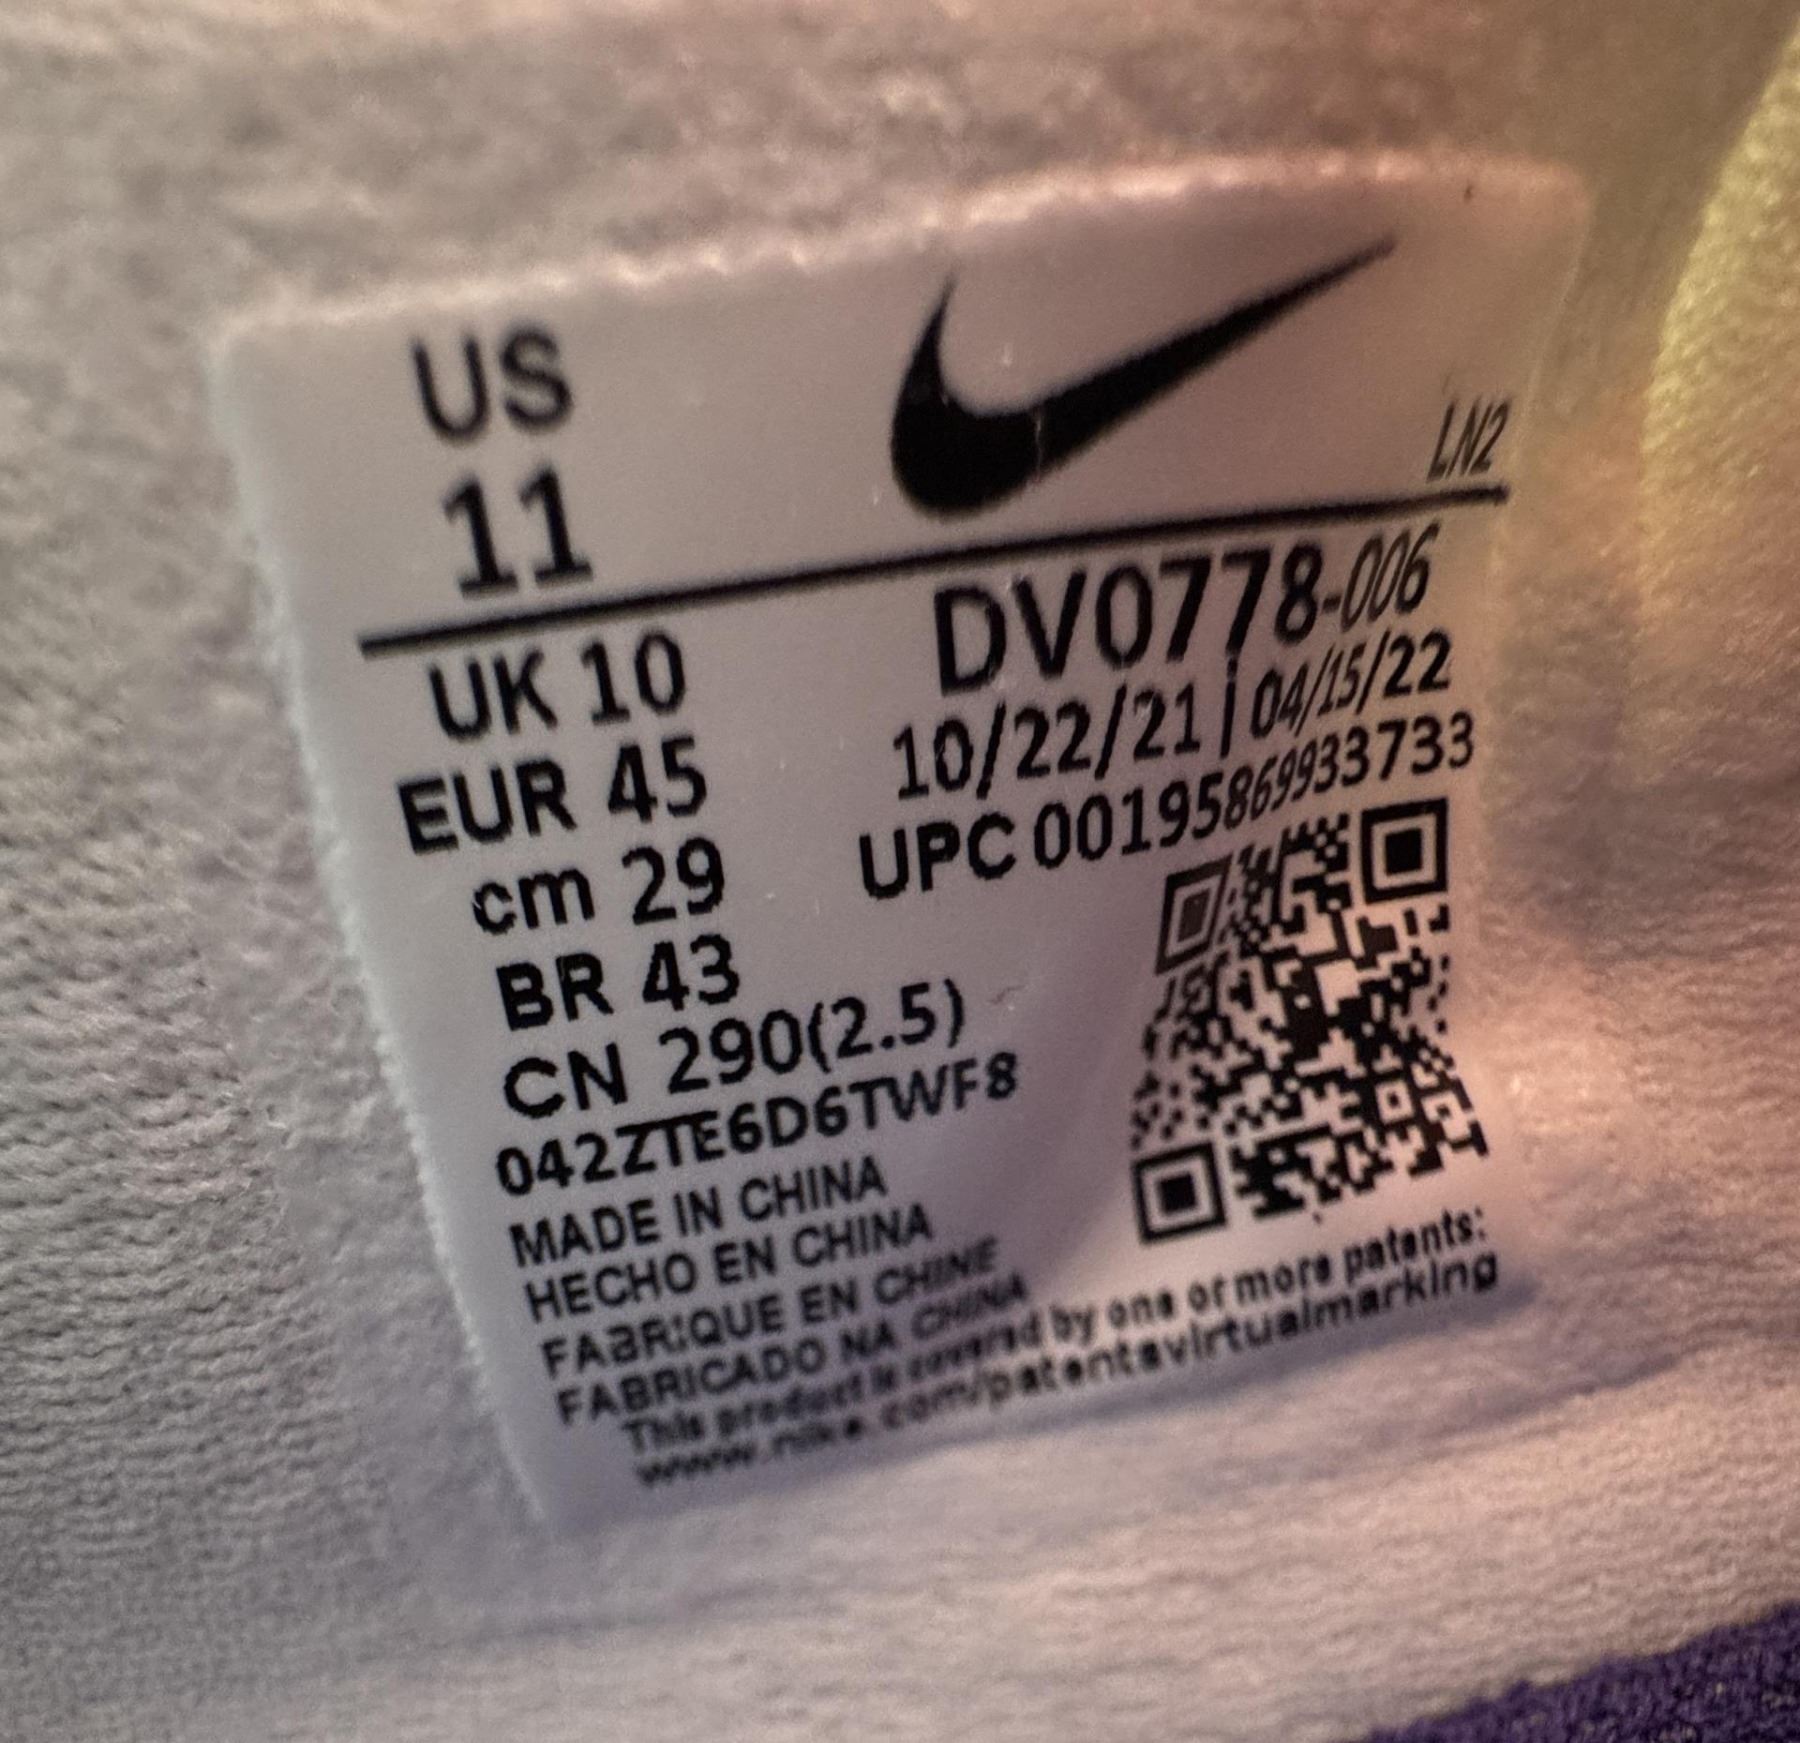 US
11
LN2
UK 10
EUR 45
cm 29
BR 43
CN 290(2.5)
042ZTE6D6TWF8
DV0778-006
10/22/21 | 04/15/22
UPC 00195869933733
MADE IN CHINA
HECHO EN CHINA
FABRIQUE EN CHINE
FABRICADO NA CHINA
This product is covered by one or more patents:
www.nike.com/patentsvirtualmarking